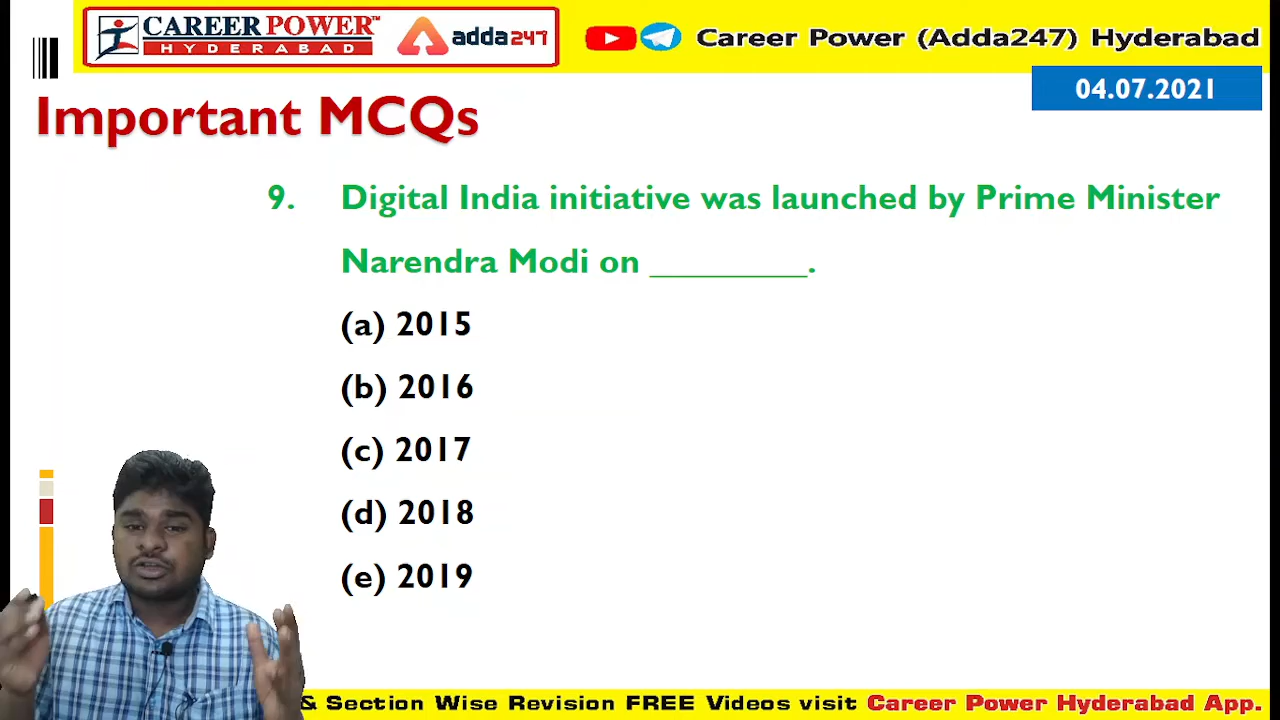 CAREER POWER™
HYDERABAD
adda247
Career Power (Adda247) Hyderabad
04.07.2021
Important MCQs
9. Digital India initiative was launched by Prime Minister
Narendra Modi on _________.
(a) 2015
(b) 2016
(c) 2017
(d) 2018
(e) 2019
& Section Wise Revision FREE Videos visit Career Power Hyderabad App.